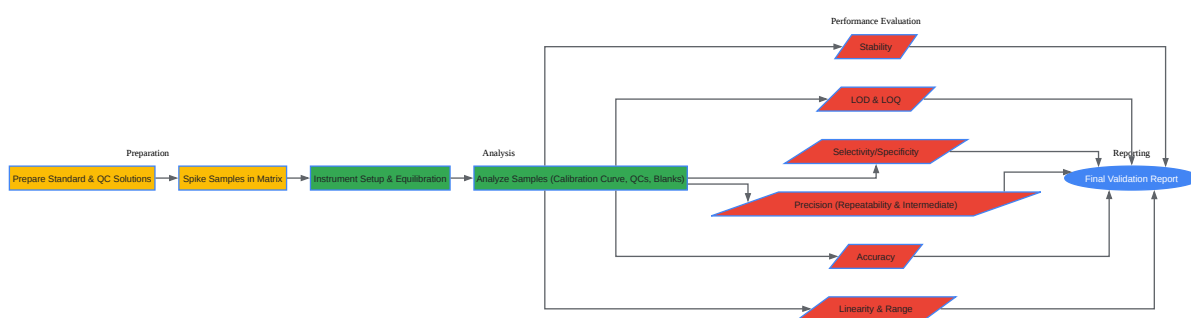 Performance Evaluation
Stability
LOD & LOQ
Preparation
Analysis
Selectivity/Specificity
Reporting
Prepare Standard & QC Solutions
Spike Samples in Matrix
Instrument Setup & Equilibration
Analyze Samples (Calibration Curve, QCs, Blanks)
Final Validation Report
Precision (Repeatability & Intermediate)
Accuracy
Linearity & Range